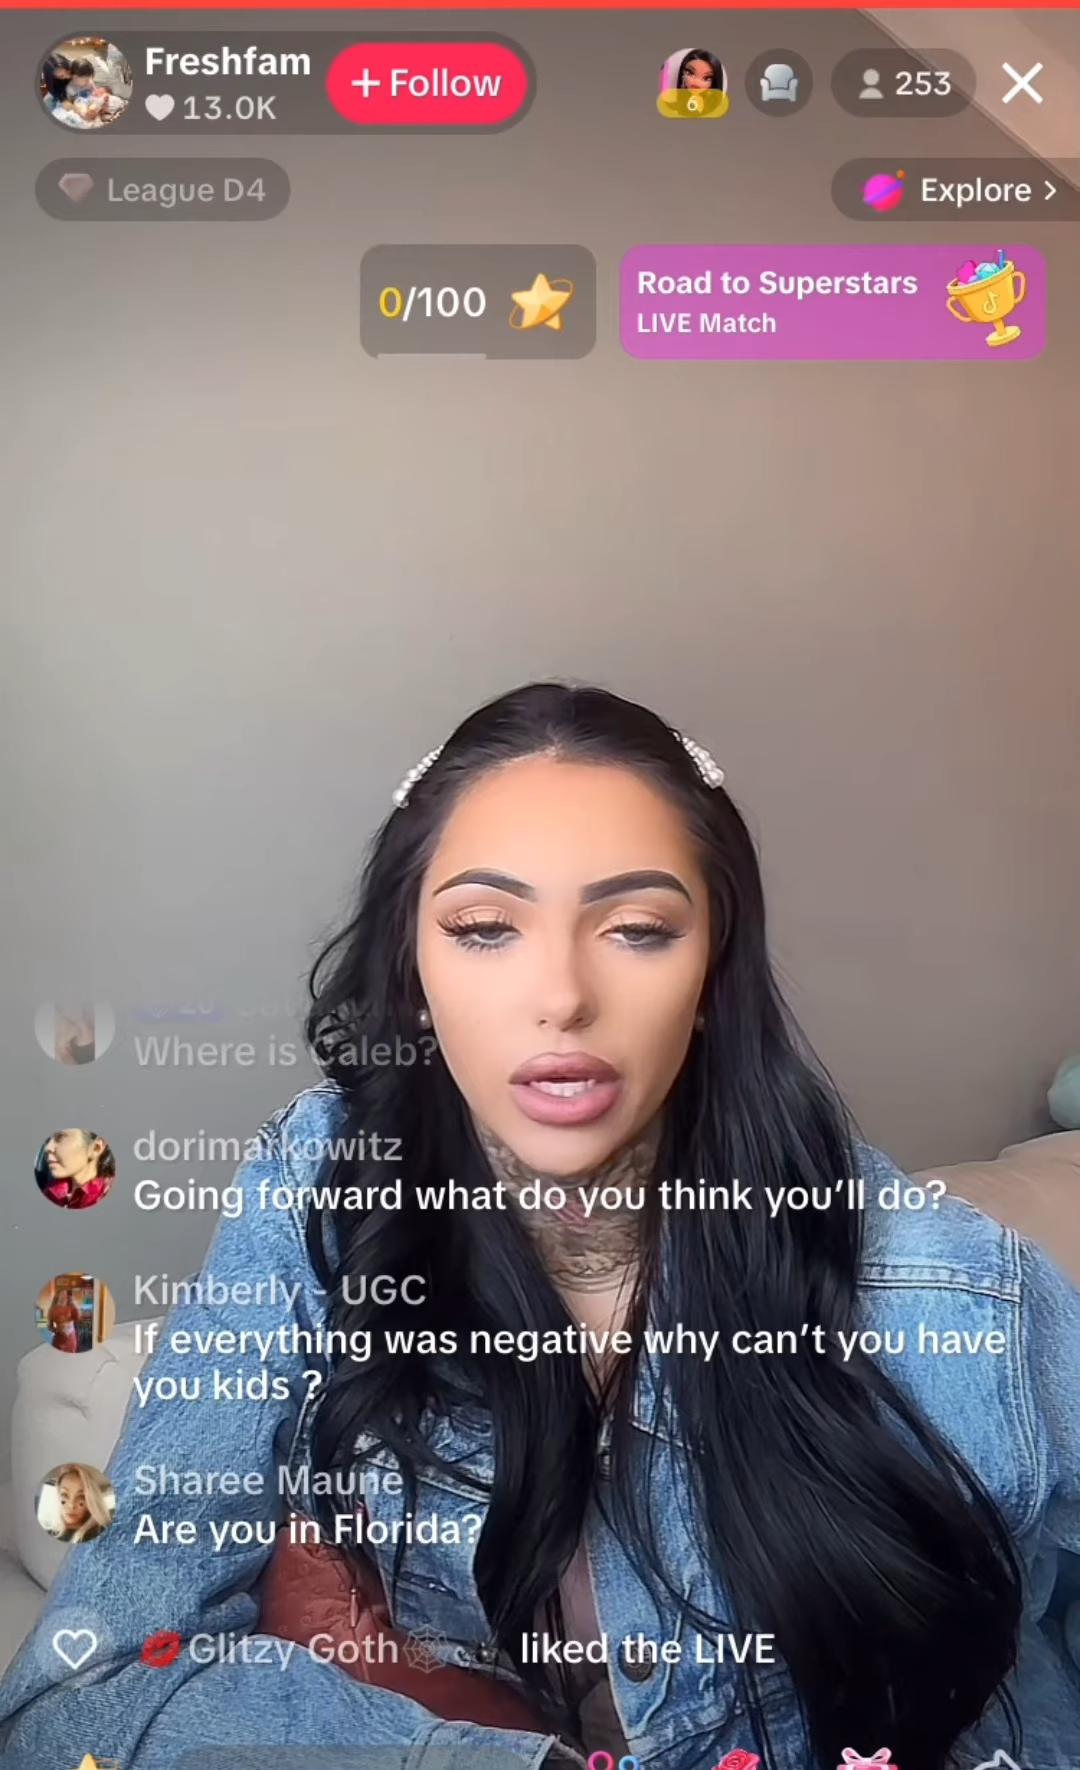 Freshfam
13.0K
+ Follow
6
253
League D4
Explore >
0/100
Road to Superstars
LIVE Match
Where is Caleb?
dorimarkowitz
Going forward what do you think you'll do?
Kimberly - UGC
If everything was negative why can't you have
you kids ?
Sharee Maune
Are you in Florida?
Glitzy Goth liked the LIVE